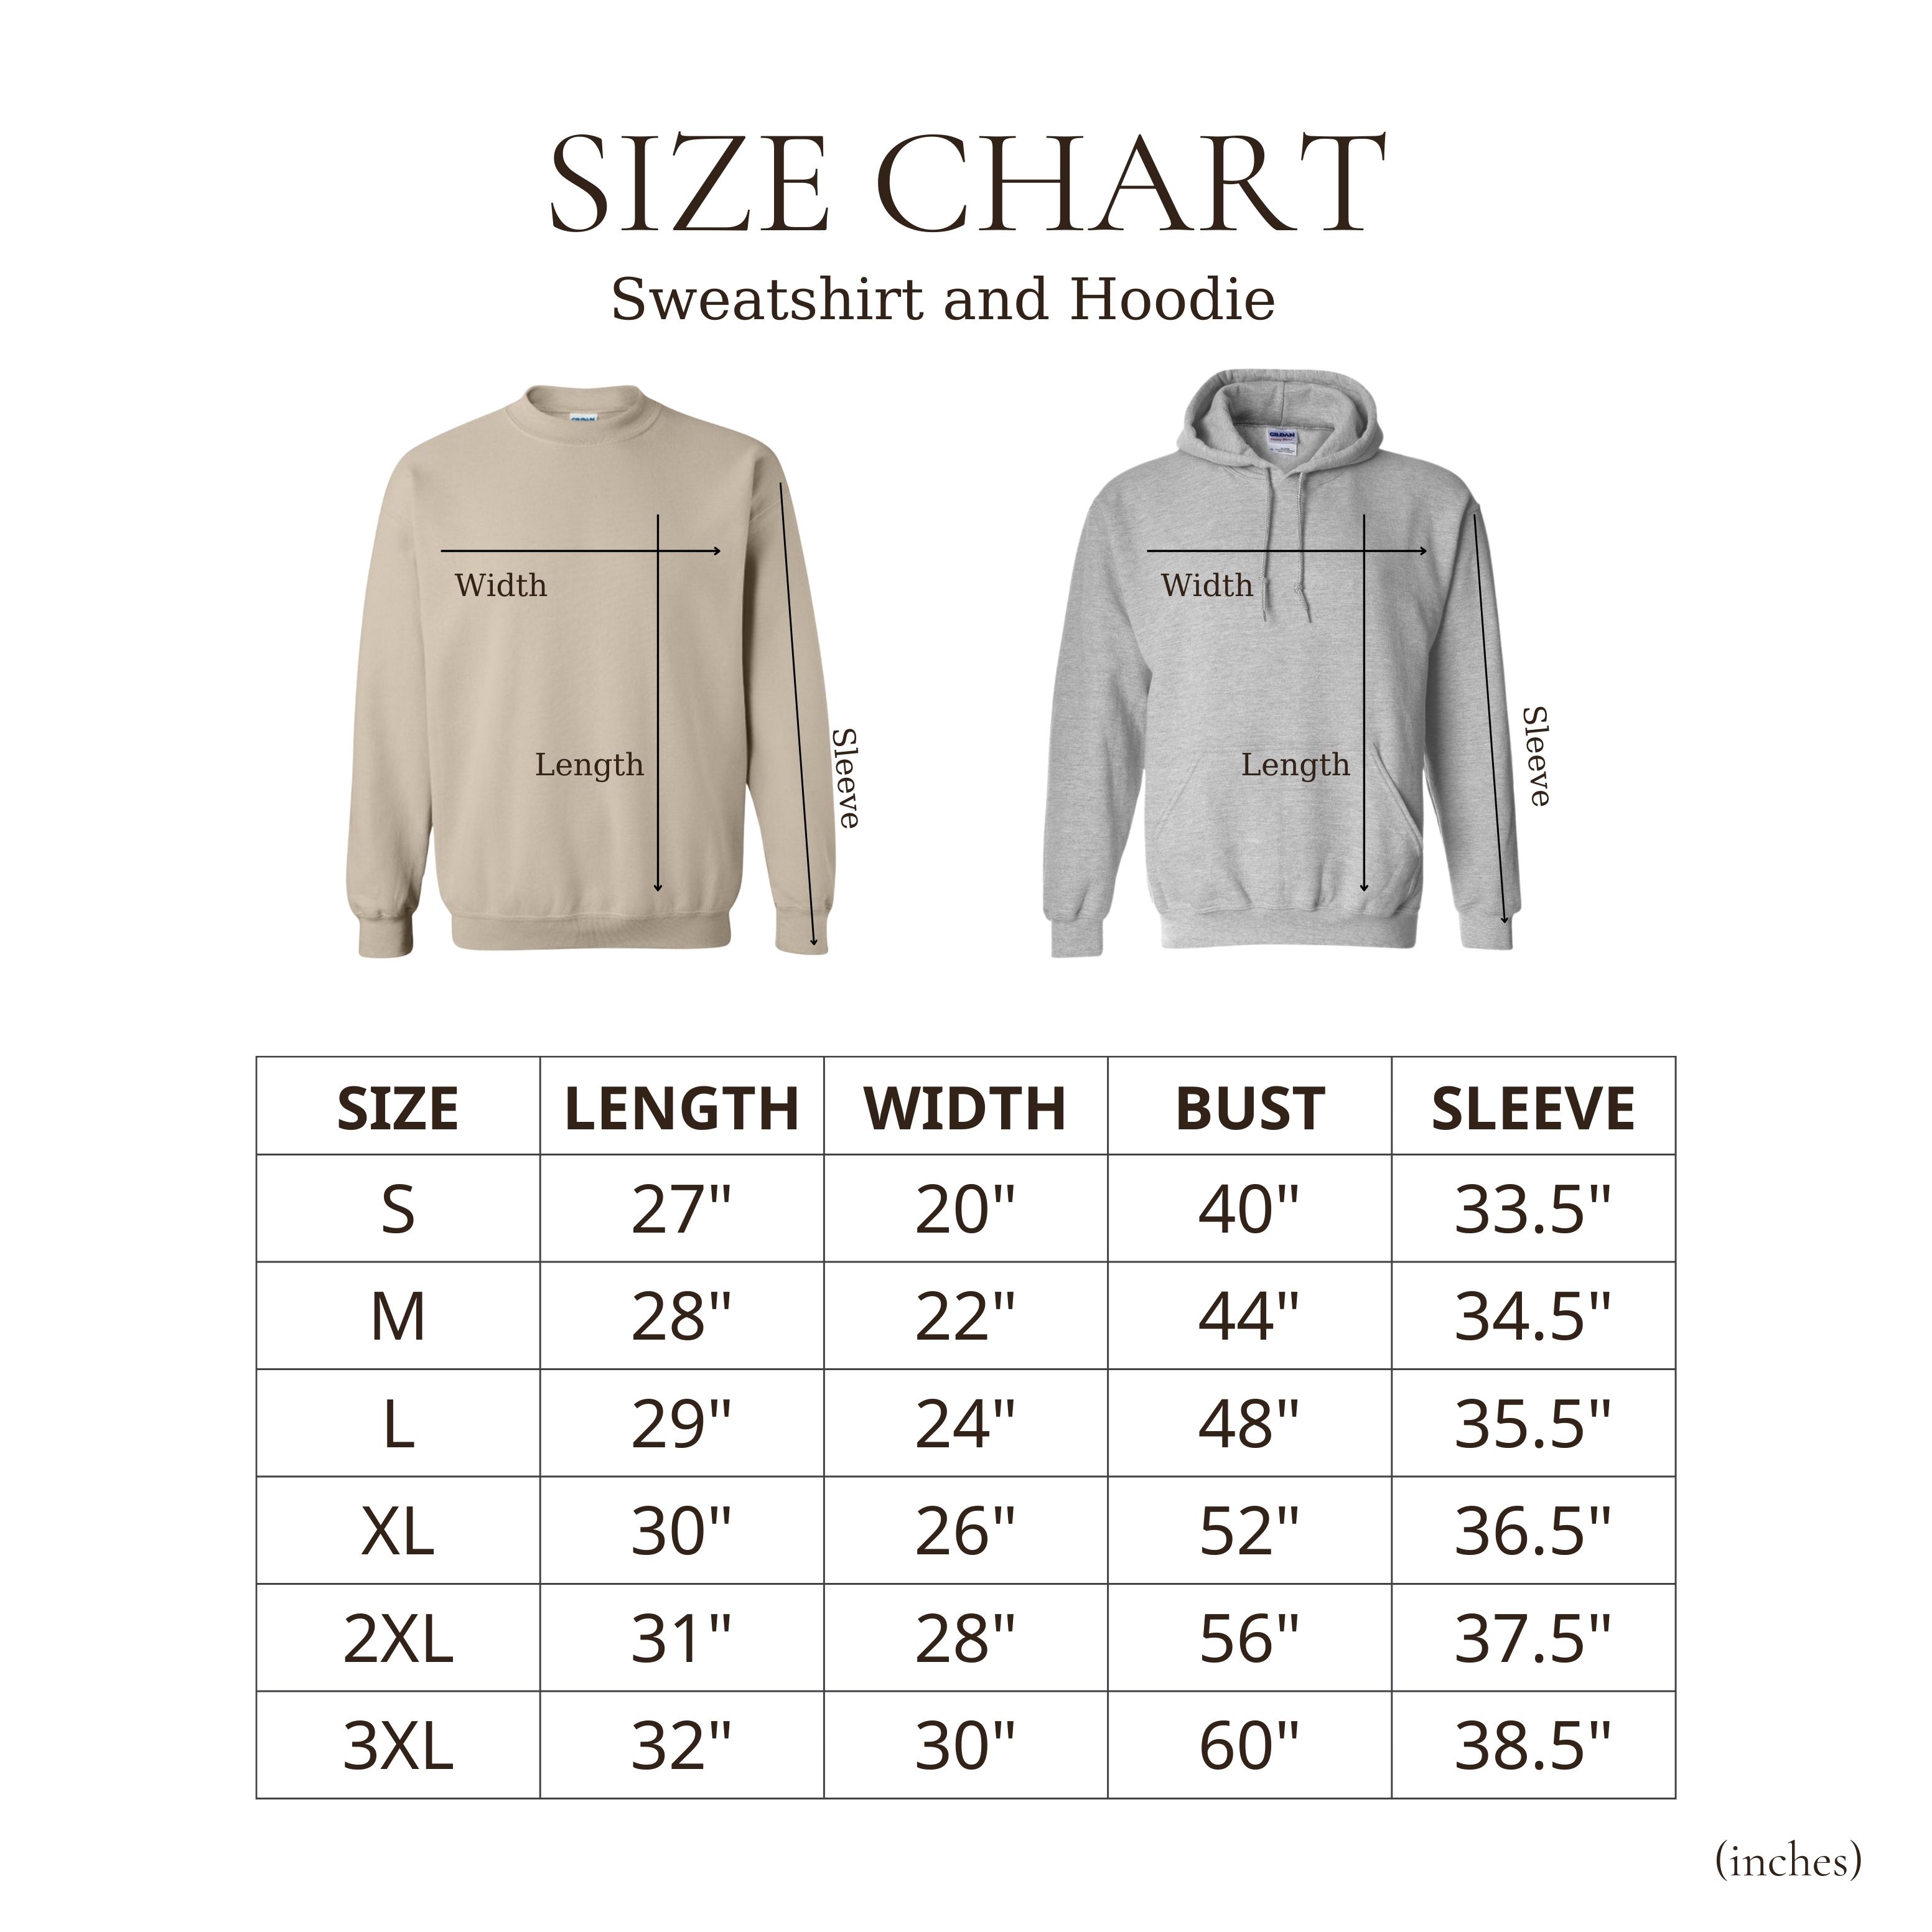 SIZE CHART
Sweatshirt and Hoodie
GILDAN
Width
Length
Sleeve
GILDAN
Width
Length
Sleeve
SIZE LENGTH WIDTH BUST SLEEVE
S 27" 20" 40" 33.5"
M 28" 22" 44" 34.5"
L 29" 24" 48" 35.5"
XL 30" 26" 52" 36.5"
2XL 31" 28" 56" 37.5"
3XL 32" 30" 60" 38.5"
(inches)